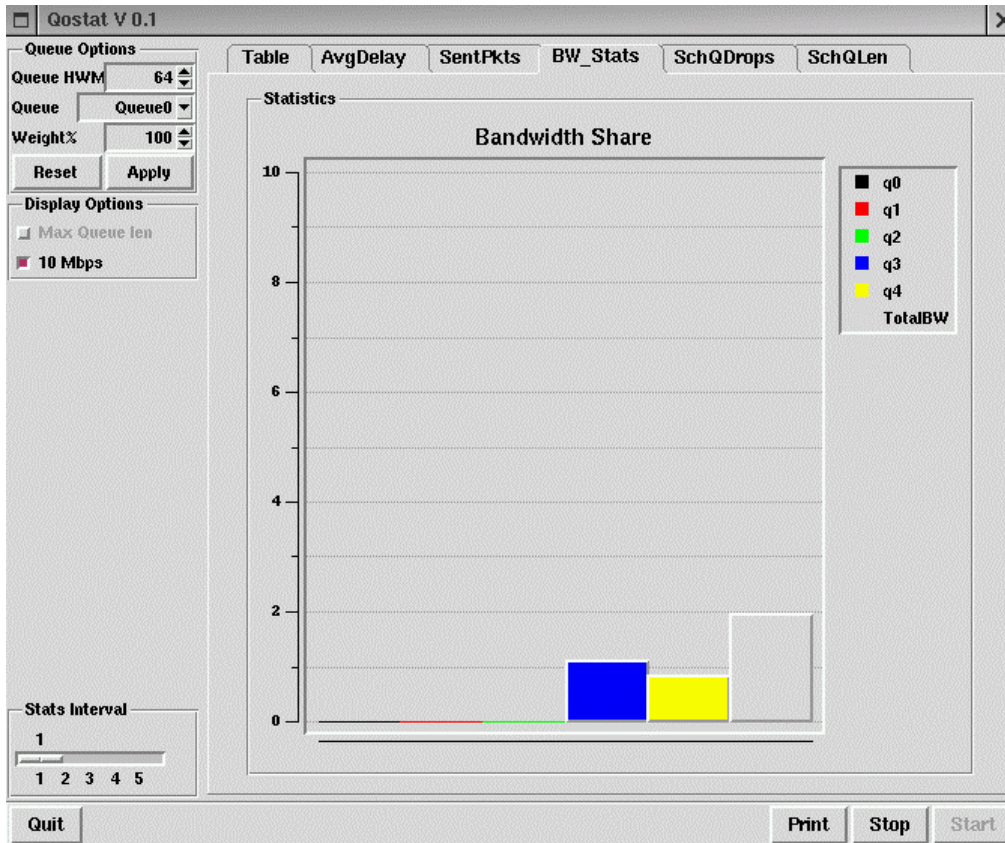 Qostat V 0.1
Queue Options
Queue HWM 64
Queue Queue0
Weight% 100
Reset Apply
Display Options
Max Queue len
10 Mbps
Table AvgDelay SentPkts BW_Stats SchQDrops SchQLen
Statistics
Bandwidth Share
10
8
6
4
2
0
q0
q1
q2
q3
q4
TotalBW
Stats Interval
1
1 2 3 4 5
Quit Print Stop Start